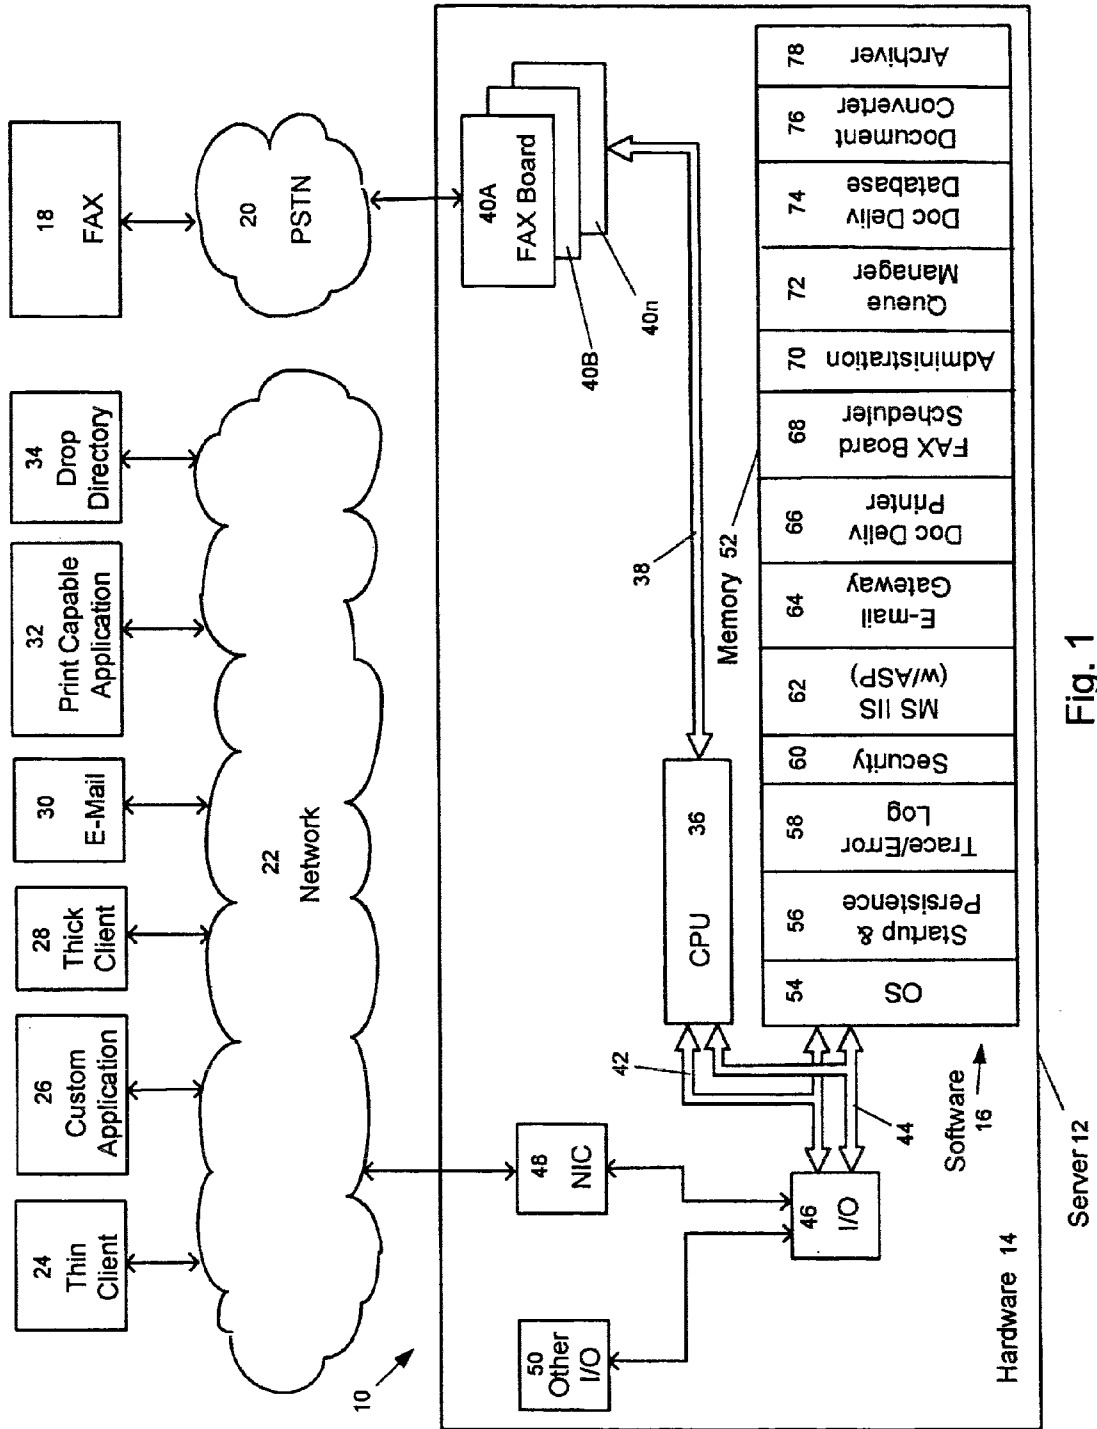 24
Thin
Client
26
Custom
Application
28
Thick
Client
30
E-Mail
32
Print Capable
Application
34
Drop
Directory
18
FAX
22
Network
20
PSTN
10
50
Other
I/O
48
NIC
40A
FAX Board
40B
40n
46
I/O
42
44
CPU 36
38
Memory 52
54
OS
56
Startup &
Persistence
58
Trace/Error
Log
60
Security
62
MS IIS
(w/ASP)
64
E-mail
Gateway
66
Doc Deliv
Printer
68
FAX Board
Scheduler
70
Administration
72
Queue
Manager
74
Doc Deliv
Database
76
Document
Converter
78
Archiver
Hardware 14
Software
16
Server 12
Fig. 1